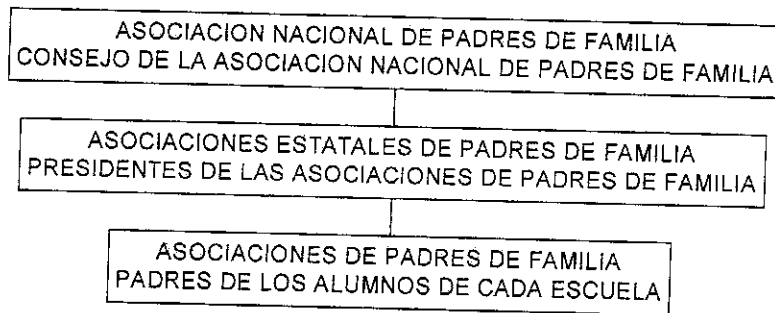 ASOCIACION NACIONAL DE PADRES DE FAMILIA
CONSEJO DE LA ASOCIACION NACIONAL DE PADRES DE FAMILIA
ASOCIACIONES ESTATALES DE PADRES DE FAMILIA
PRESIDENTES DE LAS ASOCIACIONES DE PADRES DE FAMILIA
ASOCIACIONES DE PADRES DE FAMILIA
PADRES DE LOS ALUMNOS DE CADA ESCUELA